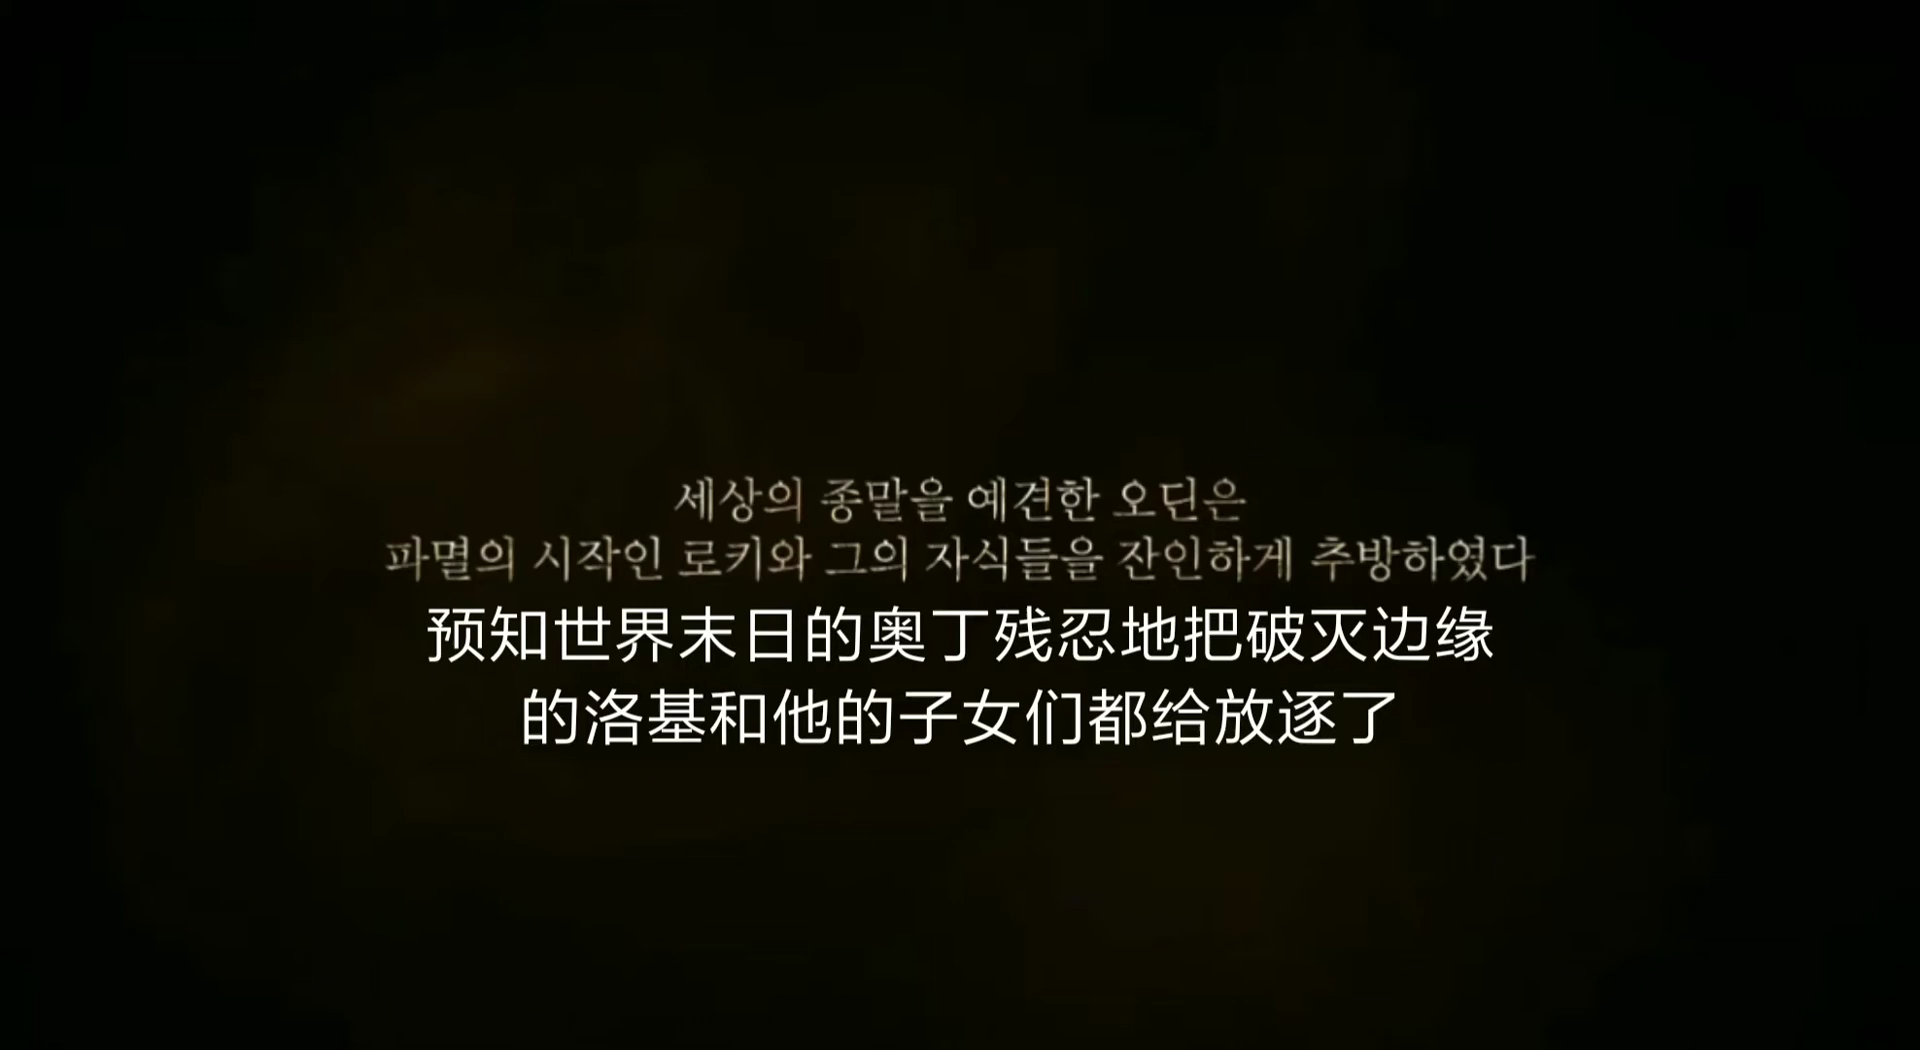 세상의 종말을 예견한 오딘은
파멸의 시작인 로키와 그의 자식들을 잔인하게 추방하였다
预知世界末日的奥丁残忍地把破灭边缘
的洛基和他的子女们都给放逐了